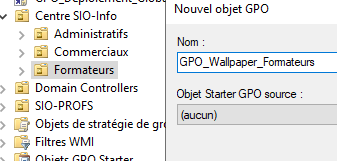 GPO_Deploiement_Global
Centre SIO-Info
Administratifs
Commerciaux
Formateurs
Domain Controllers
SIO-PROFS
Objets de stratégie de gr
Filtres WMI
Objets GPO Starter
Nouvel objet GPO
Nom :
GPO_Wallpaper_Formateurs
Objet Starter GPO source :
(aucun)